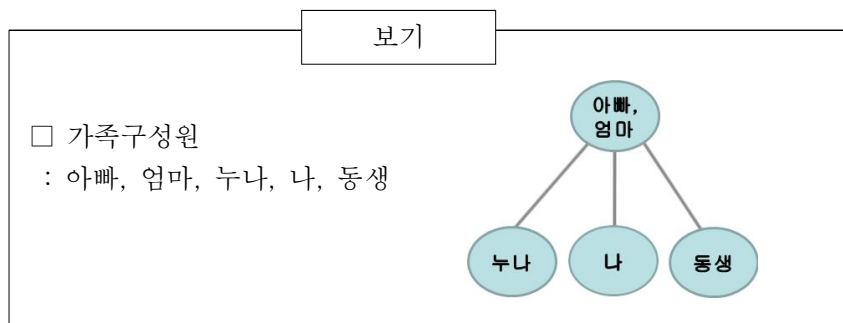 보기
□ 가족구성원
: 아빠, 엄마, 누나, 나, 동생
아빠,
엄마
누나
나
동생